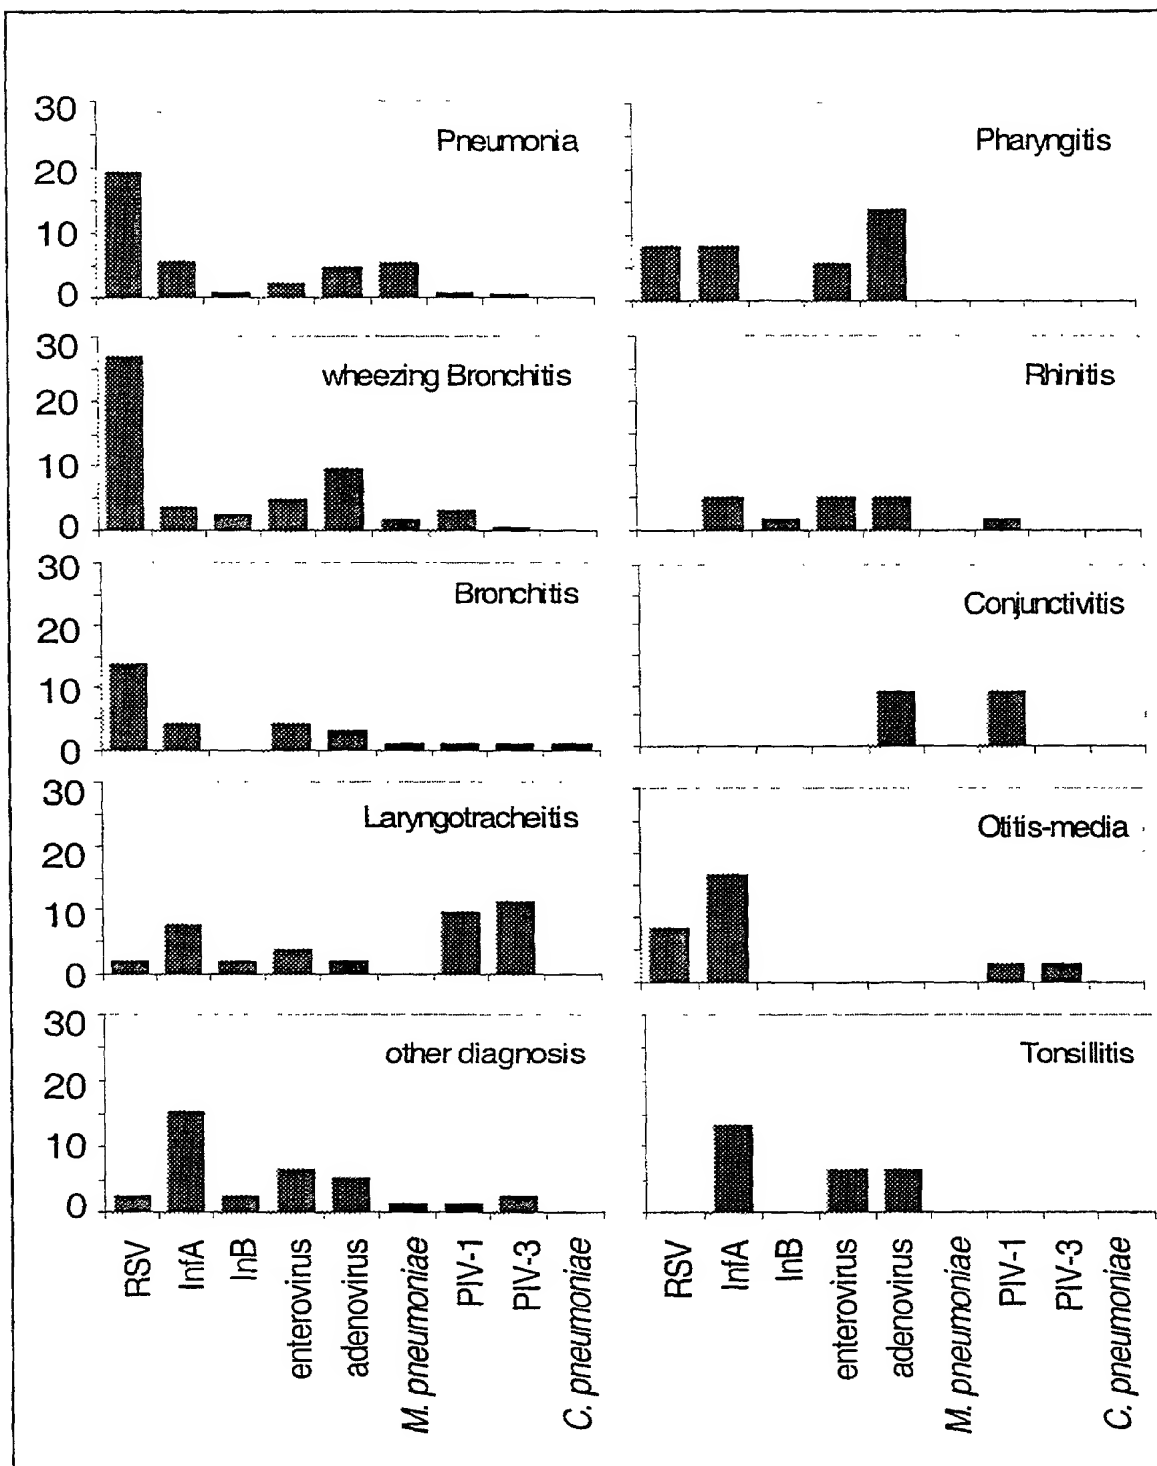 30
20
10
0
Pneumonia
Pharyngitis
30
20
10
0
wheezing Bronchitis
Rhinitis
30
20
10
0
Bronchitis
Conjunctivitis
30
20
10
0
Laryngotracheitis
Otitis-media
30
20
10
0
other diagnosis
Tonsillitis
RSV
InfA
InB
enterovirus
adenovirus
M. pneumoniae
PIV-1
PIV-3
C. pneumoniae
RSV
InfA
InB
enterovirus
adenovirus
M. pneumoniae
PIV-1
PIV-3
C. pneumoniae